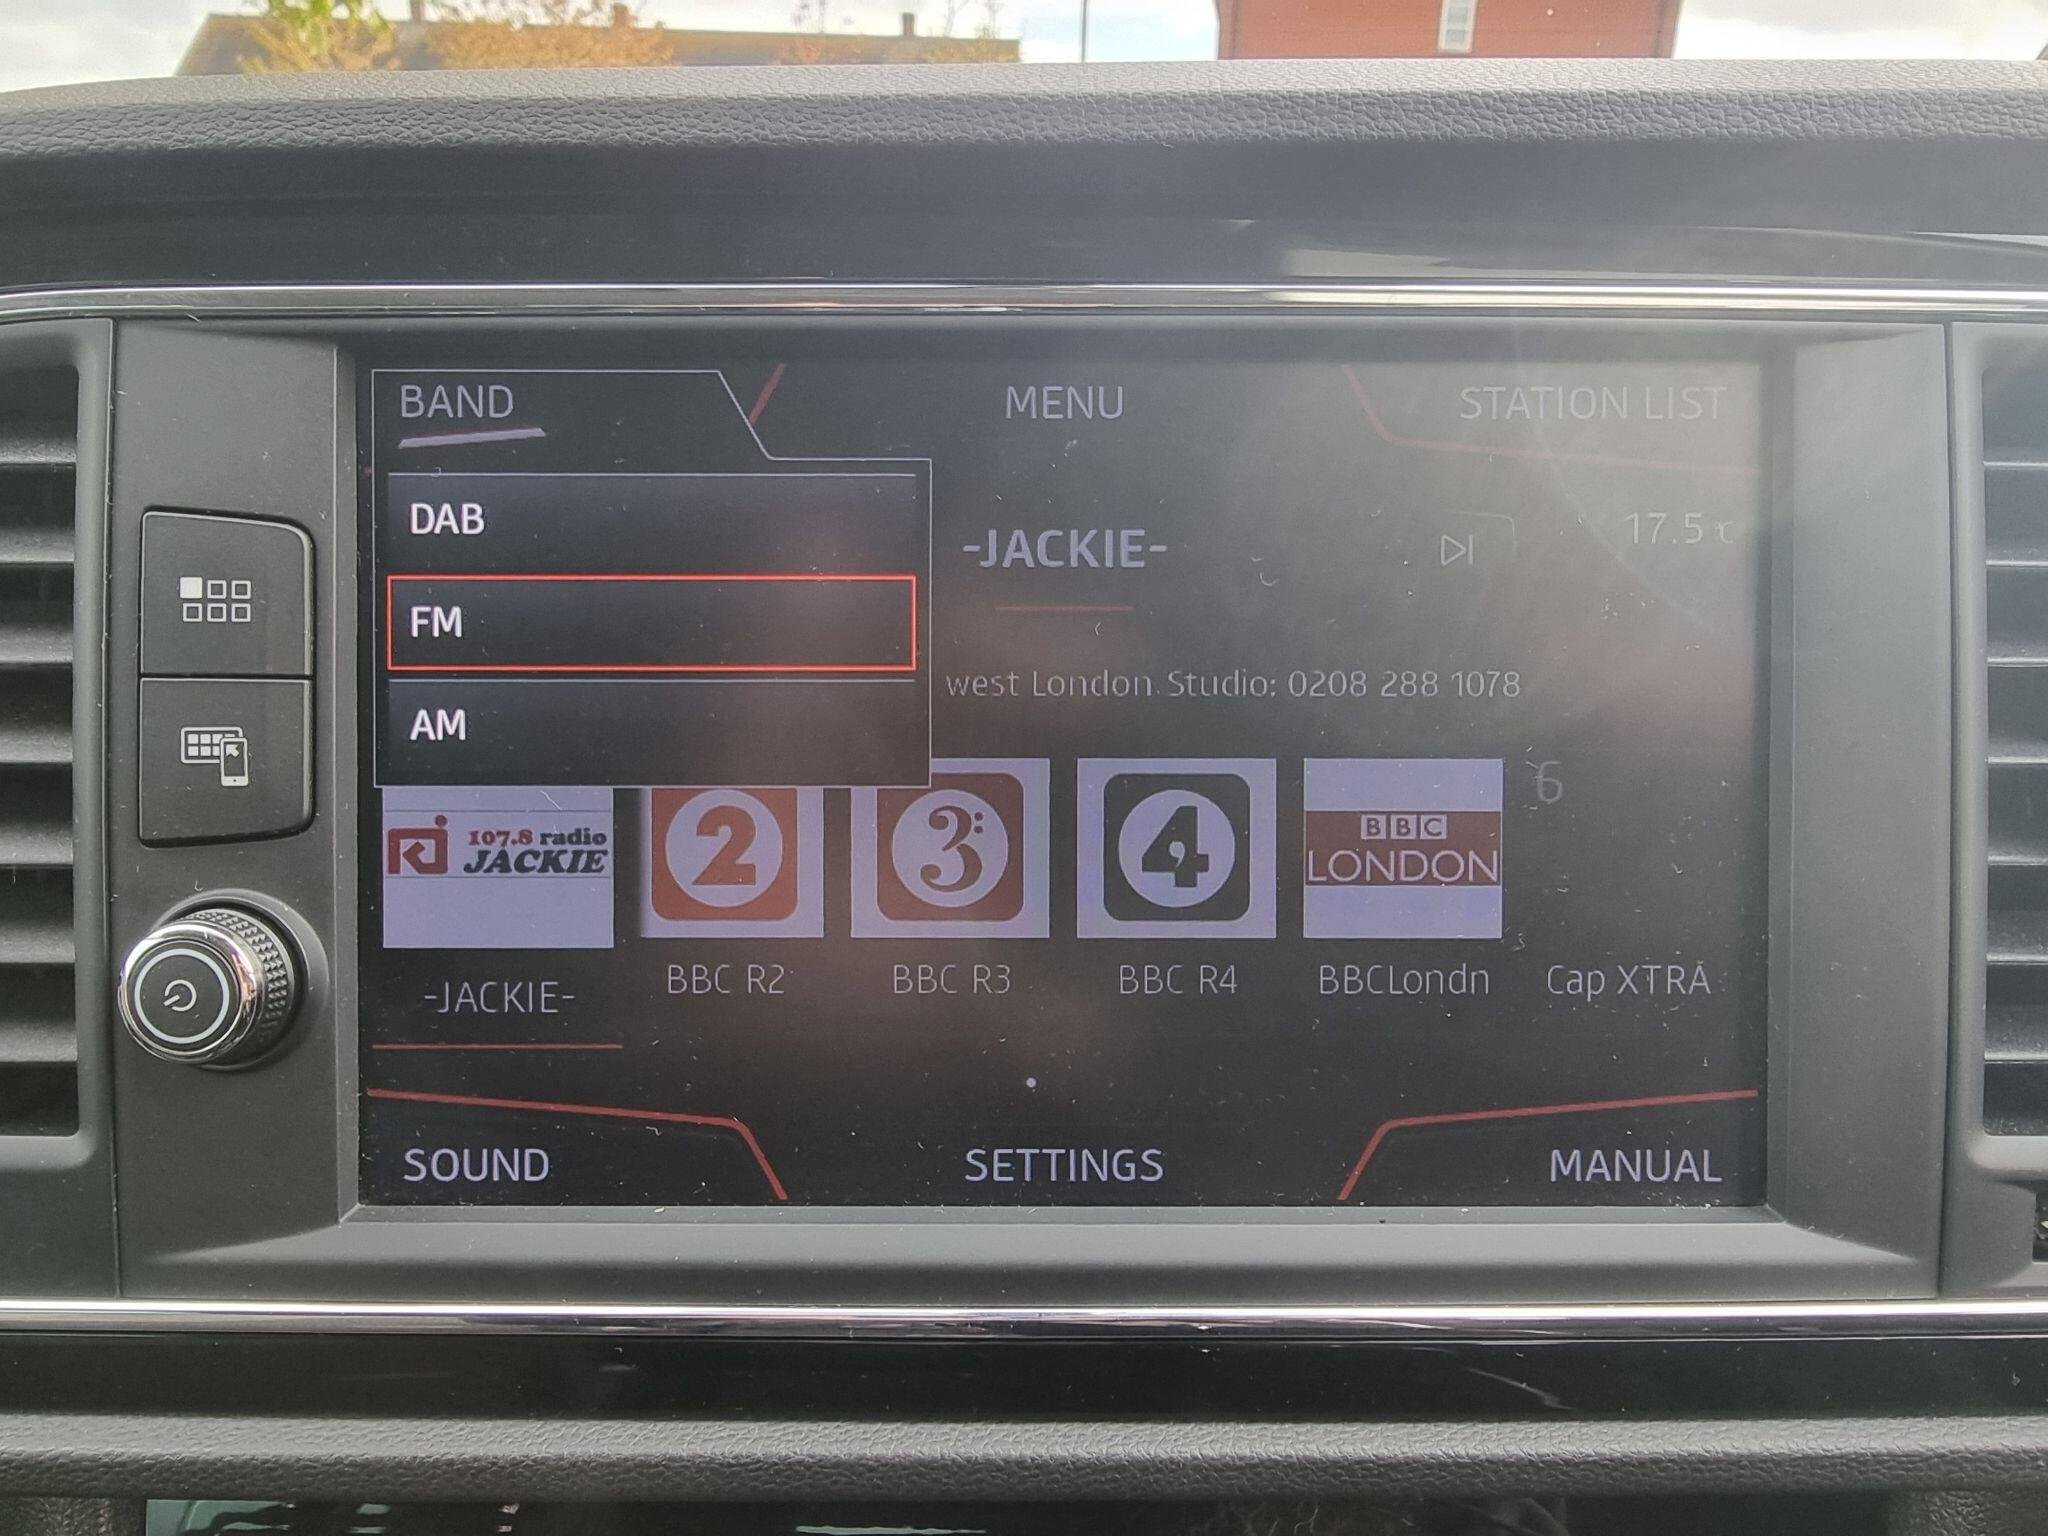 BAND
MENU
STATION LIST
DAB
FM
AM
-JACKIE-
17.5 °C
west London. Studio: 0208 288 1078
107.8 radio
JACKIE
2
3
4
BBC
LONDON
6
-JACKIE-
BBC R2
BBC R3
BBC R4
BBCLondn
Cap XTRA
SOUND
SETTINGS
MANUAL